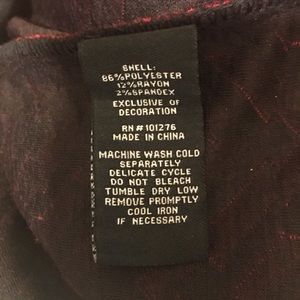 SHELL:
86%POLYESTER
12%RAYON
2%SPANDEX
EXCLUSIVE OF
DECORATION
RN#101276
MADE IN CHINA
MACHINE WASH COLD
SEPARATELY
DELICATE CYCLE
DO NOT BLEACH
TUMBLE DRY LOW
REMOVE PROMPTLY
COOL IRON
IF NECESSARY